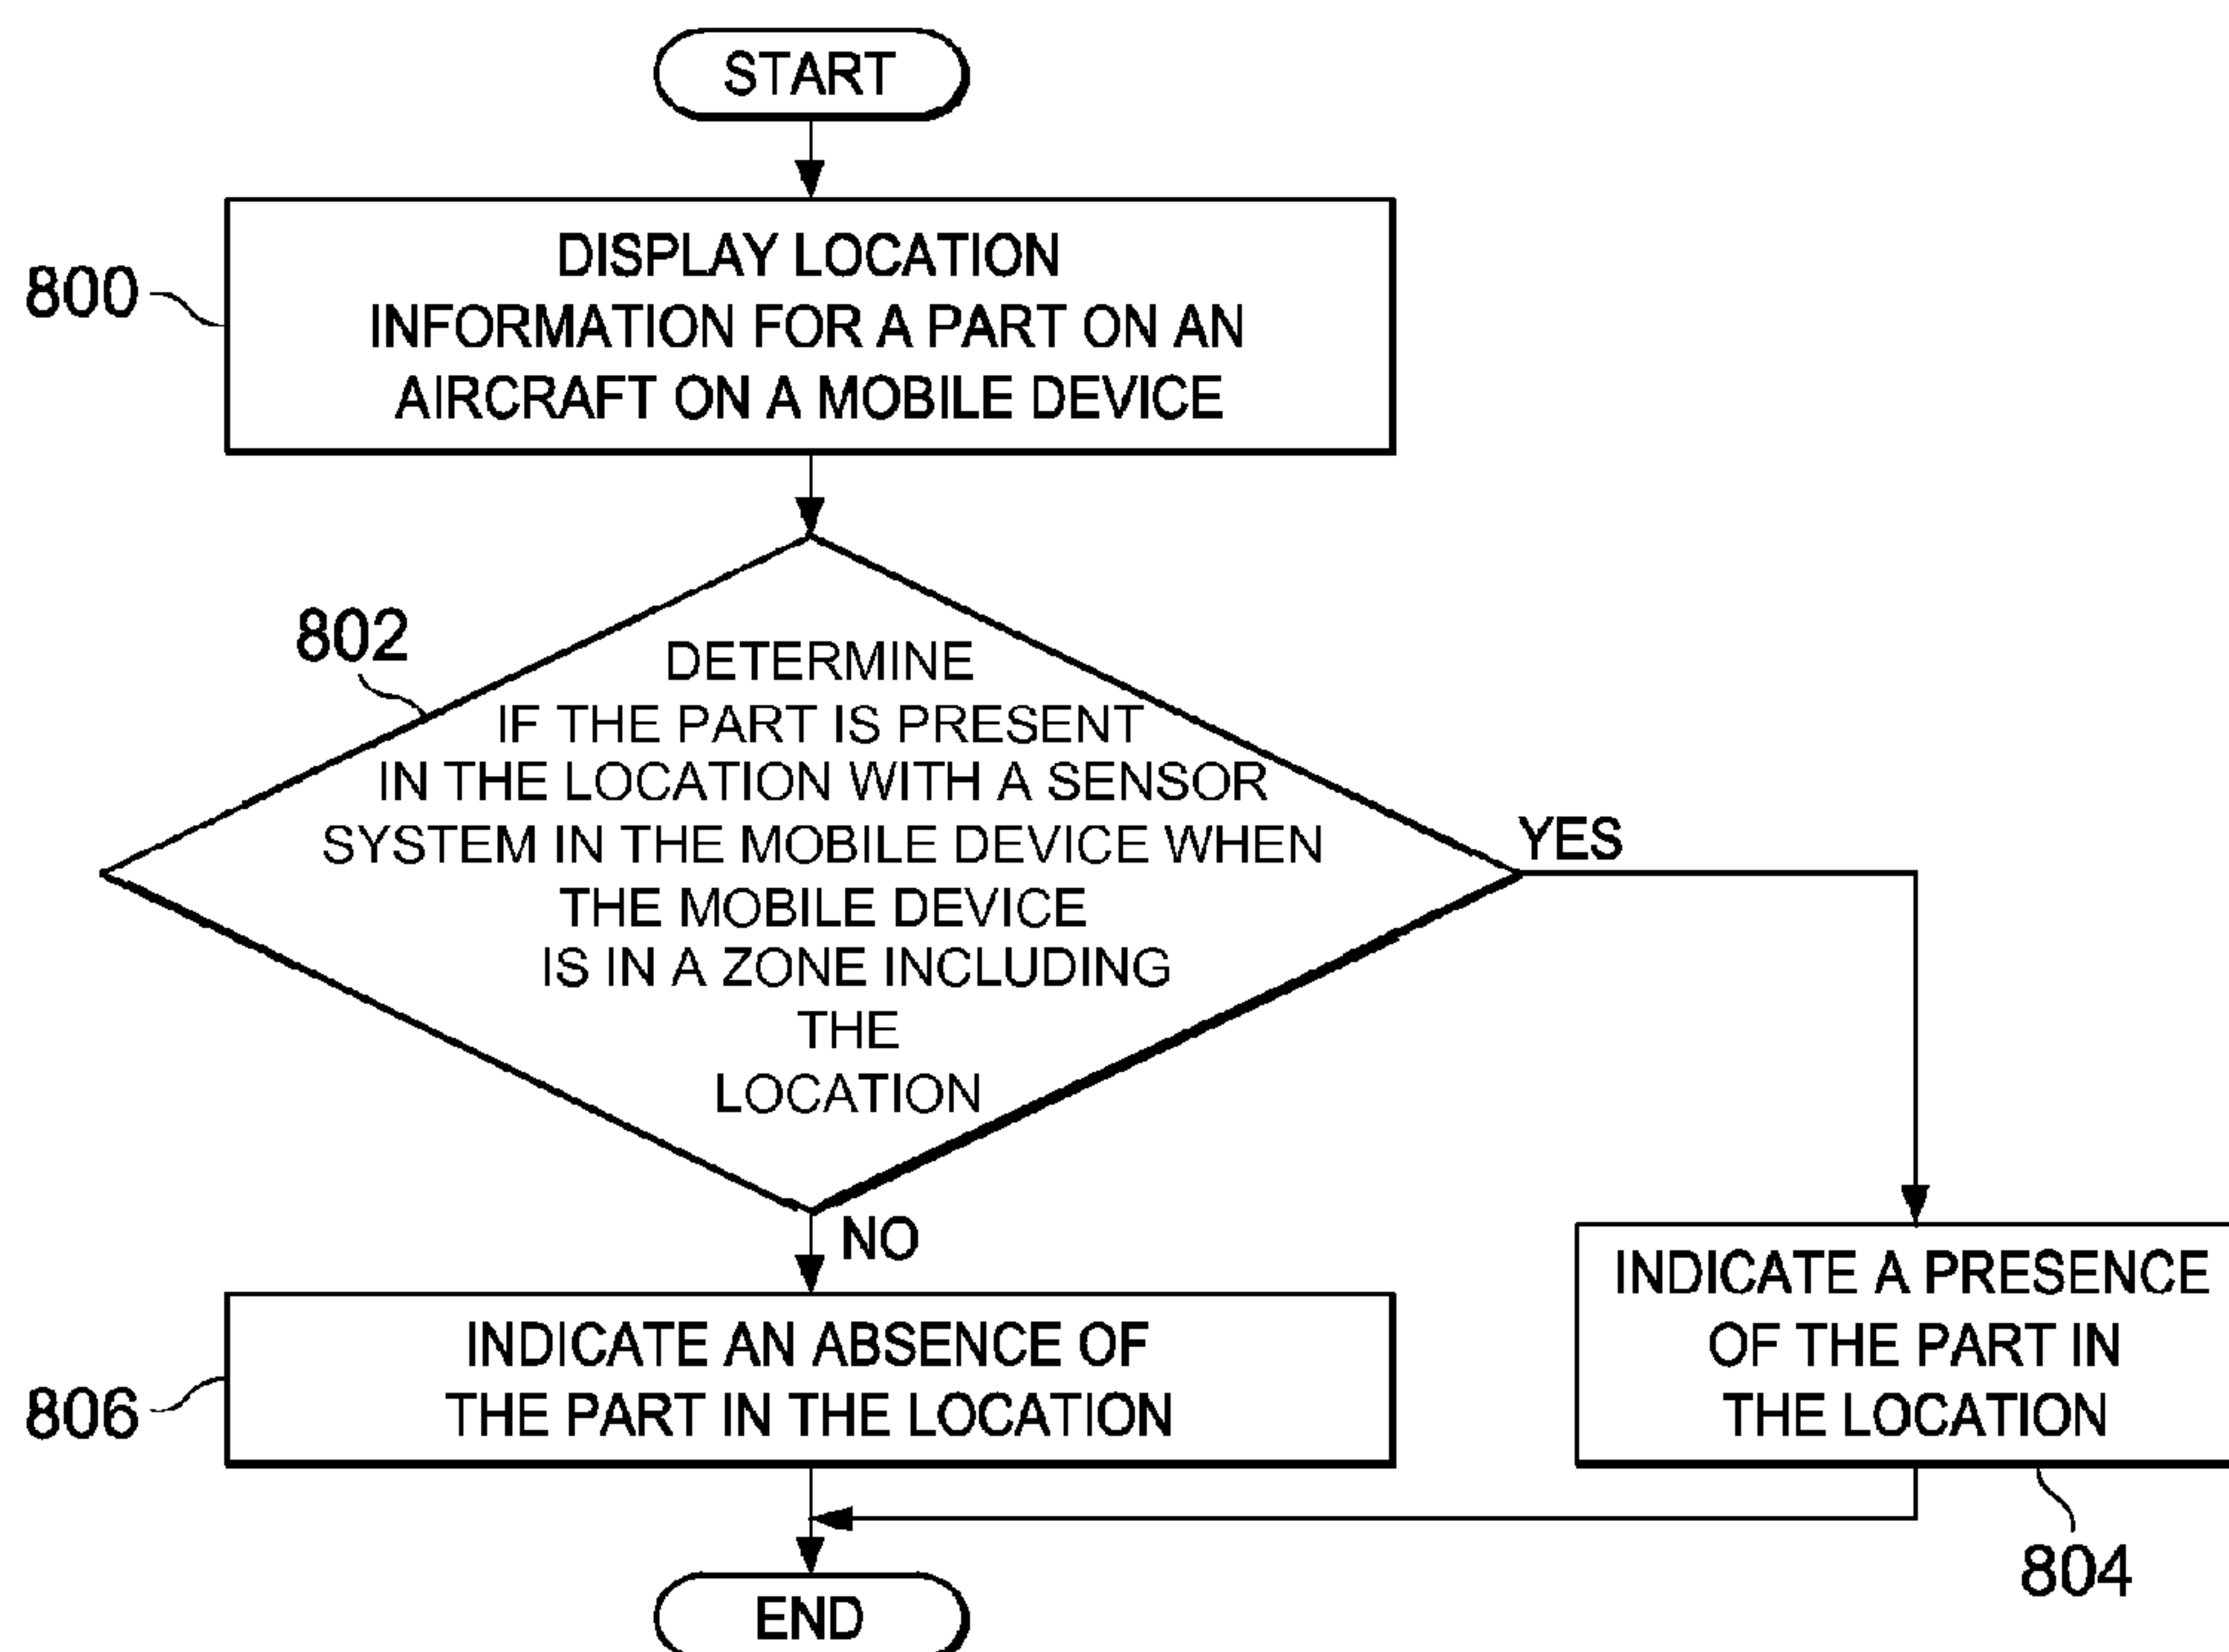 START
800
DISPLAY LOCATION
INFORMATION FOR A PART ON AN
AIRCRAFT ON A MOBILE DEVICE
802
DETERMINE
IF THE PART IS PRESENT
IN THE LOCATION WITH A SENSOR
SYSTEM IN THE MOBILE DEVICE WHEN
THE MOBILE DEVICE
IS IN A ZONE INCLUDING
THE
LOCATION
YES
NO
INDICATE A PRESENCE
OF THE PART IN
THE LOCATION
804
806
INDICATE AN ABSENCE OF
THE PART IN THE LOCATION
END